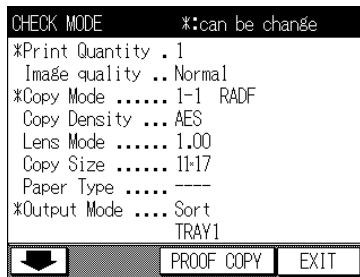 CHECK MODE *:can be change
*Print Quantity . 1
Image quality .. Normal
*Copy Mode ...... 1-1 RADF
Copy Density ... AES
Lens Mode ...... 1.00
Copy Size ...... 11×17
Paper Type ..... ----
*Output Mode .... Sort
TRAY1
PROOF COPY EXIT